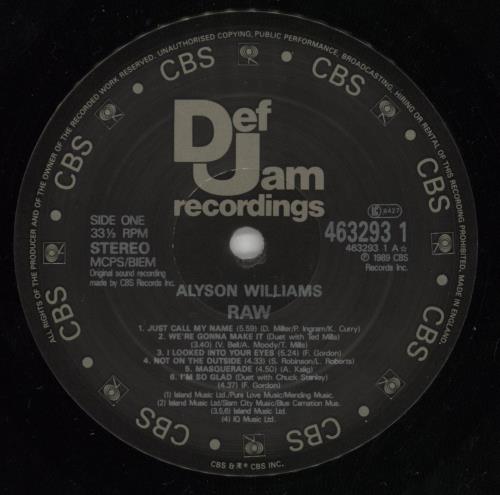 ALL RIGHTS OF THE PRODUCER AND OF THE OWNER OF THE RECORDED WORK RESERVED. UNAUTHORISED COPYING, PUBLIC PERFORMANCE, BROADCASTING, HIRING OR RENTAL OF THIS RECORDING PROHIBITED. MADE IN ENGLAND.
CBS
CBS
CBS
CBS
CBS
CBS
CBS
CBS
Def
Jam
recordings
SIDE ONE
33⅓ RPM
STEREO
MCPS/BIEM
Original sound recording
made by CBS Records Inc.
8427
463293 1
463293 1 A☆
℗ 1989 CBS
Records Inc.
ALYSON WILLIAMS
RAW
1. JUST CALL MY NAME (5.59) (D. Miller/P. Ingram/K. Curry)
2. WE'RE GONNA MAKE IT (Duet with Ted Mills)
(3.40) (V. Bell/A. Moody/T. Mills)
3. I LOOKED INTO YOUR EYES (5.24) (F. Gordon)
4. NOT ON THE OUTSIDE (4.33) (S. Robinson/L. Roberts)
5. MASQUERADE (4.50) (A. Kalig)
6. I'M SO GLAD (Duet with Chuck Stanley)
(4.37) (F. Gordon)
(1) Island Music Ltd./Pure Love Music/Mending Music.
(2) Island Music Ltd/Slam City Music/Blue Carnation Mus.
(3,5,6) Island Music Ltd.
(4) IQ Music Ltd.
CBS & ® CBS INC.